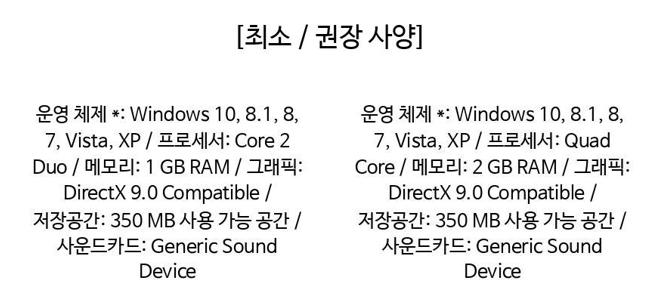 [최소 / 권장 사양]
운영 체제 *: Windows 10, 8.1, 8,
7, Vista, XP / 프로세서: Core 2
Duo / 메모리: 1 GB RAM / 그래픽:
DirectX 9.0 Compatible /
저장공간: 350 MB 사용 가능 공간 /
사운드카드: Generic Sound
Device
운영 체제 *: Windows 10, 8.1, 8,
7, Vista, XP / 프로세서: Quad
Core / 메모리: 2 GB RAM / 그래픽:
DirectX 9.0 Compatible /
저장공간: 350 MB 사용 가능 공간 /
사운드카드: Generic Sound
Device